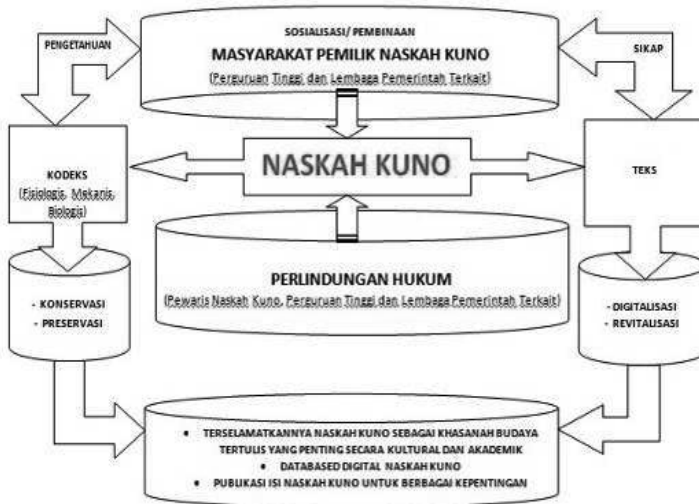 SOSIALISASI/ PEMBINAAN
PENGETAHUAN
MASYARAKAT PEMILIK NASKAH KUNO
SIKAP
(Perguruan Tinggi dan Lembaga Pemerintah Terkait)
NASKAH KUNO
KODEKS
(Fisiologis, Mekanis,
Biologis)
TEKS
PERLINDUNGAN HUKUM
(Pewaris Naskah Kuno, Perguruan Tinggi dan Lembaga Pemerintah Terkait)
- KONSERVASI
- PRESERVASI
- DIGITALISASI
- REVITALISASI
• TERSELAMATKANNYA NASKAH KUNO SEBAGAI KHASANAH BUDAYA
TERTULIS YANG PENTING SECARA KULTURAL DAN AKADEMIK
• DATABASED DIGITAL NASKAH KUNO
• PUBLIKASI ISI NASKAH KUNO UNTUK BERBAGAI KEPENTINGAN